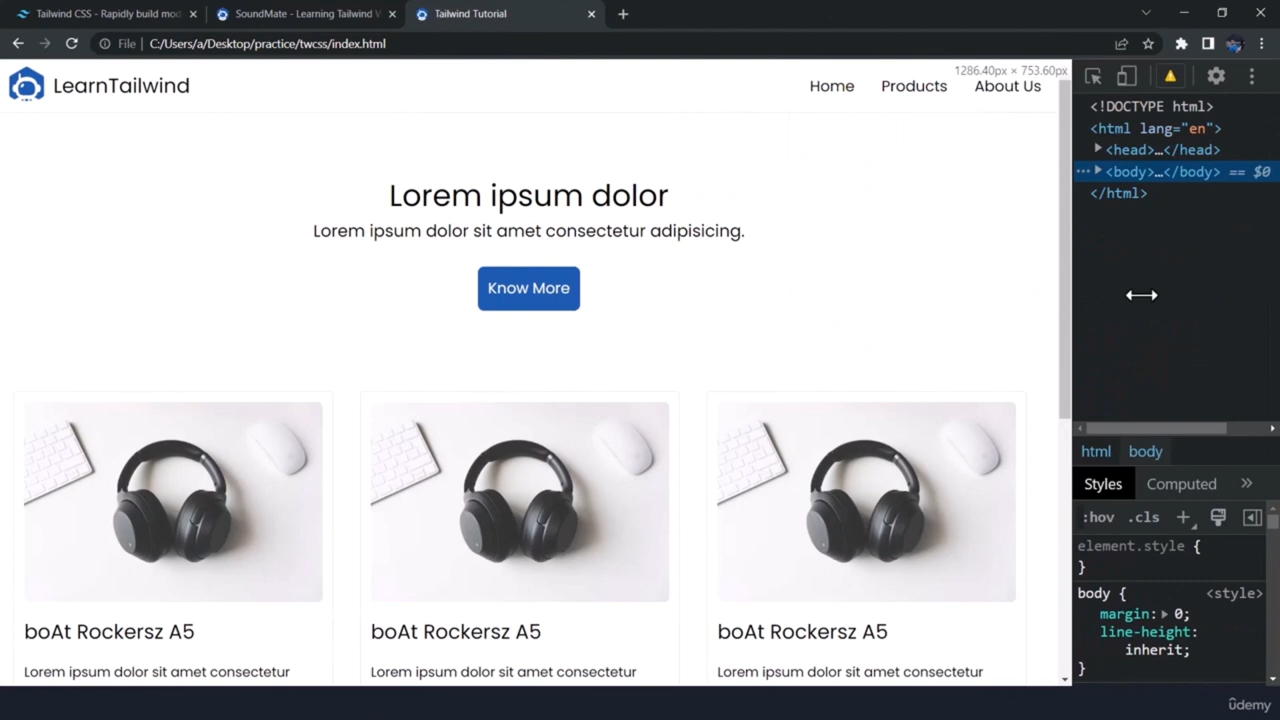 Tailwind CSS - Rapidly build mod
SoundMate - Learning Tailwind
Tailwind Tutorial
File
C:/Users/a/Desktop/practice/twcss/index.html
LearnTailwind
Home
Products
About Us
1286.40px × 753.60px
Lorem ipsum dolor
Lorem ipsum dolor sit amet consectetur adipisicing.
Know More
boAt Rockersz A5
Lorem ipsum dolor sit amet consectetur
boAt Rockersz A5
Lorem ipsum dolor sit amet consectetur
boAt Rockersz A5
Lorem ipsum dolor sit amet consectetur
<!DOCTYPE html>
<html lang="en">
<head>…</head>
<body>…</body> == $0
</html>
html
body
Styles
Computed
:hov .cls
element.style {
}
body {
<style>
margin: 0;
line-height:
inherit;
}
ûdemy